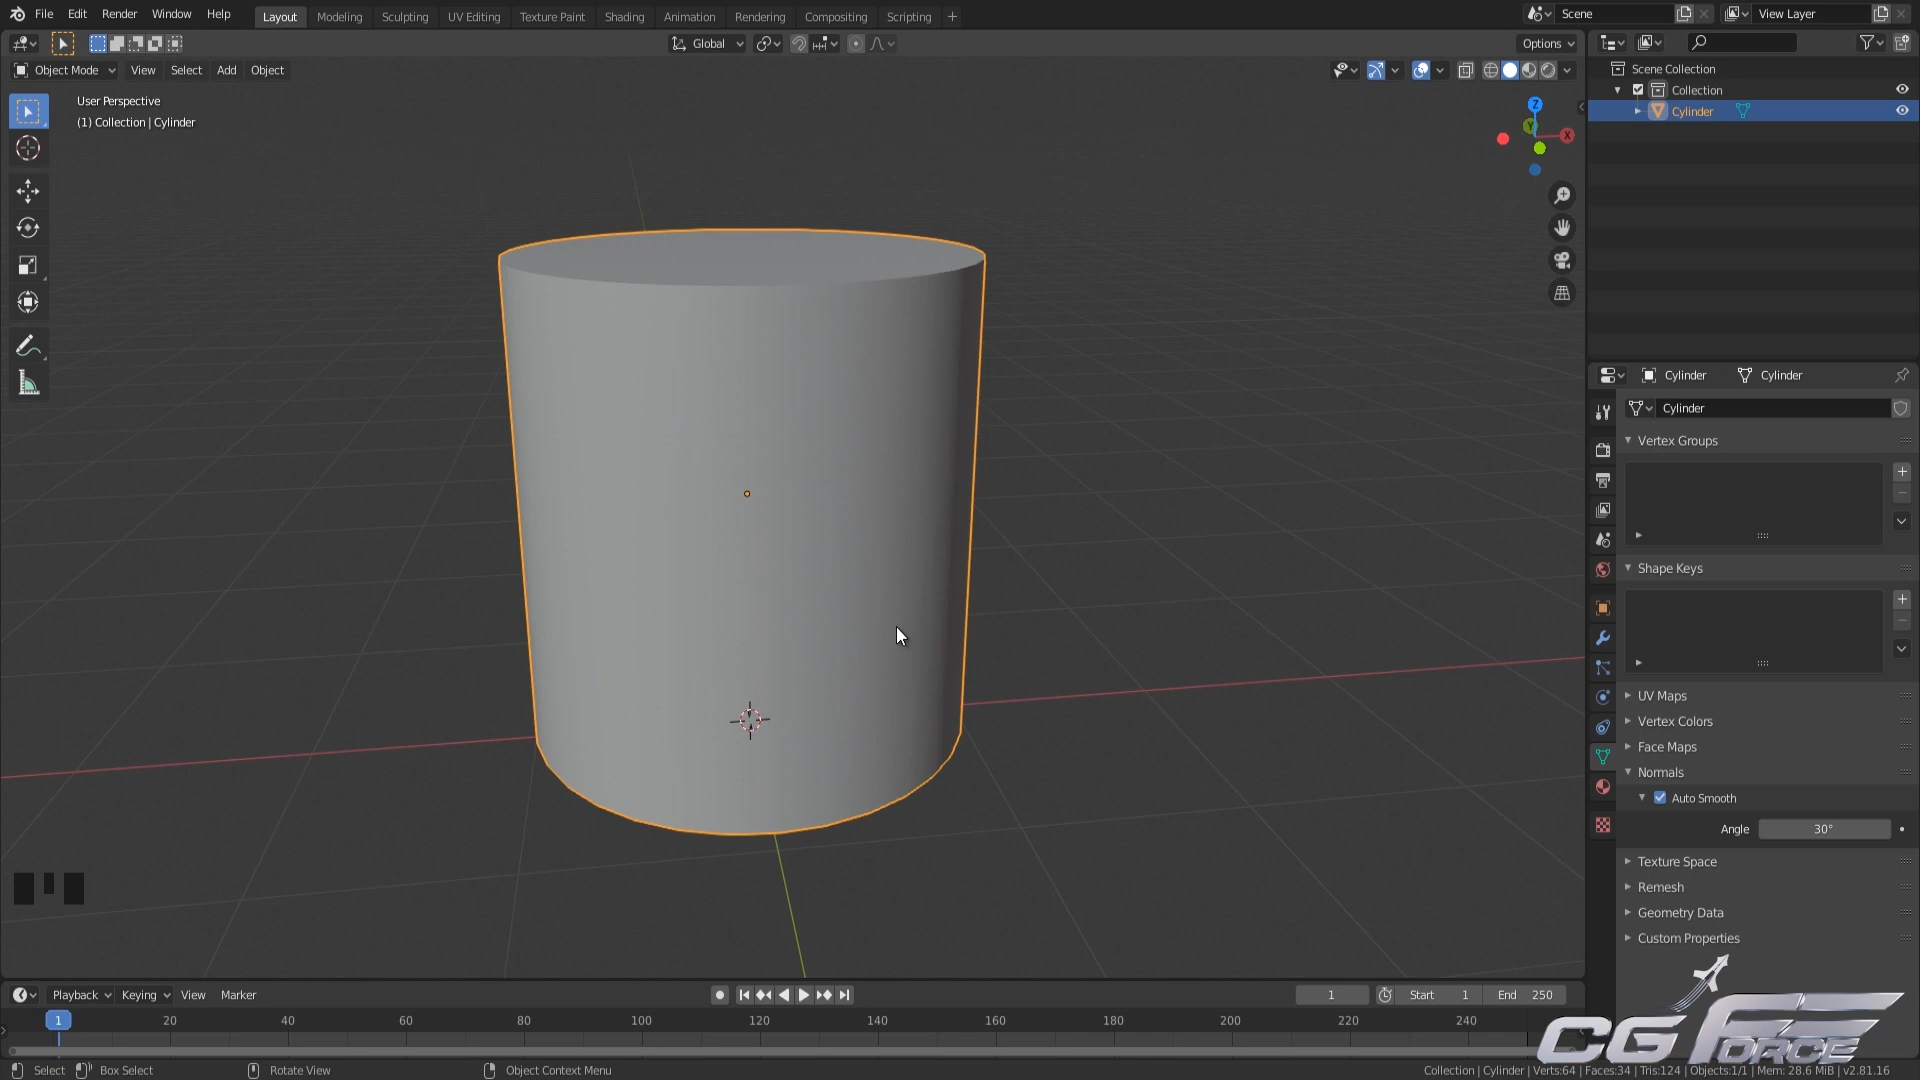 File Edit Render Window Help Layout Modeling Sculpting UV Editing Texture Paint Shading Animation Rendering Compositing Scripting + Scene View Layer
Global Options
Object Mode View Select Add Object
User Perspective
(1) Collection | Cylinder
Z
Y
X
Scene Collection
Collection
Cylinder
Cylinder Cylinder
Cylinder
Vertex Groups
Shape Keys
UV Maps
Vertex Colors
Face Maps
Normals
Auto Smooth
Angle 30°
Texture Space
Remesh
Geometry Data
Custom Properties
Playback Keying View Marker 1 Start 1 End 250
1 20 40 60 80 100 120 140 160 180 200 220 240
CG FORCE
Select Box Select Rotate View Object Context Menu Collection | Cylinder | Verts:64 | Faces:34 | Tris:124 | Objects:1/1 | Mem: 28.6 MiB | v2.81.16